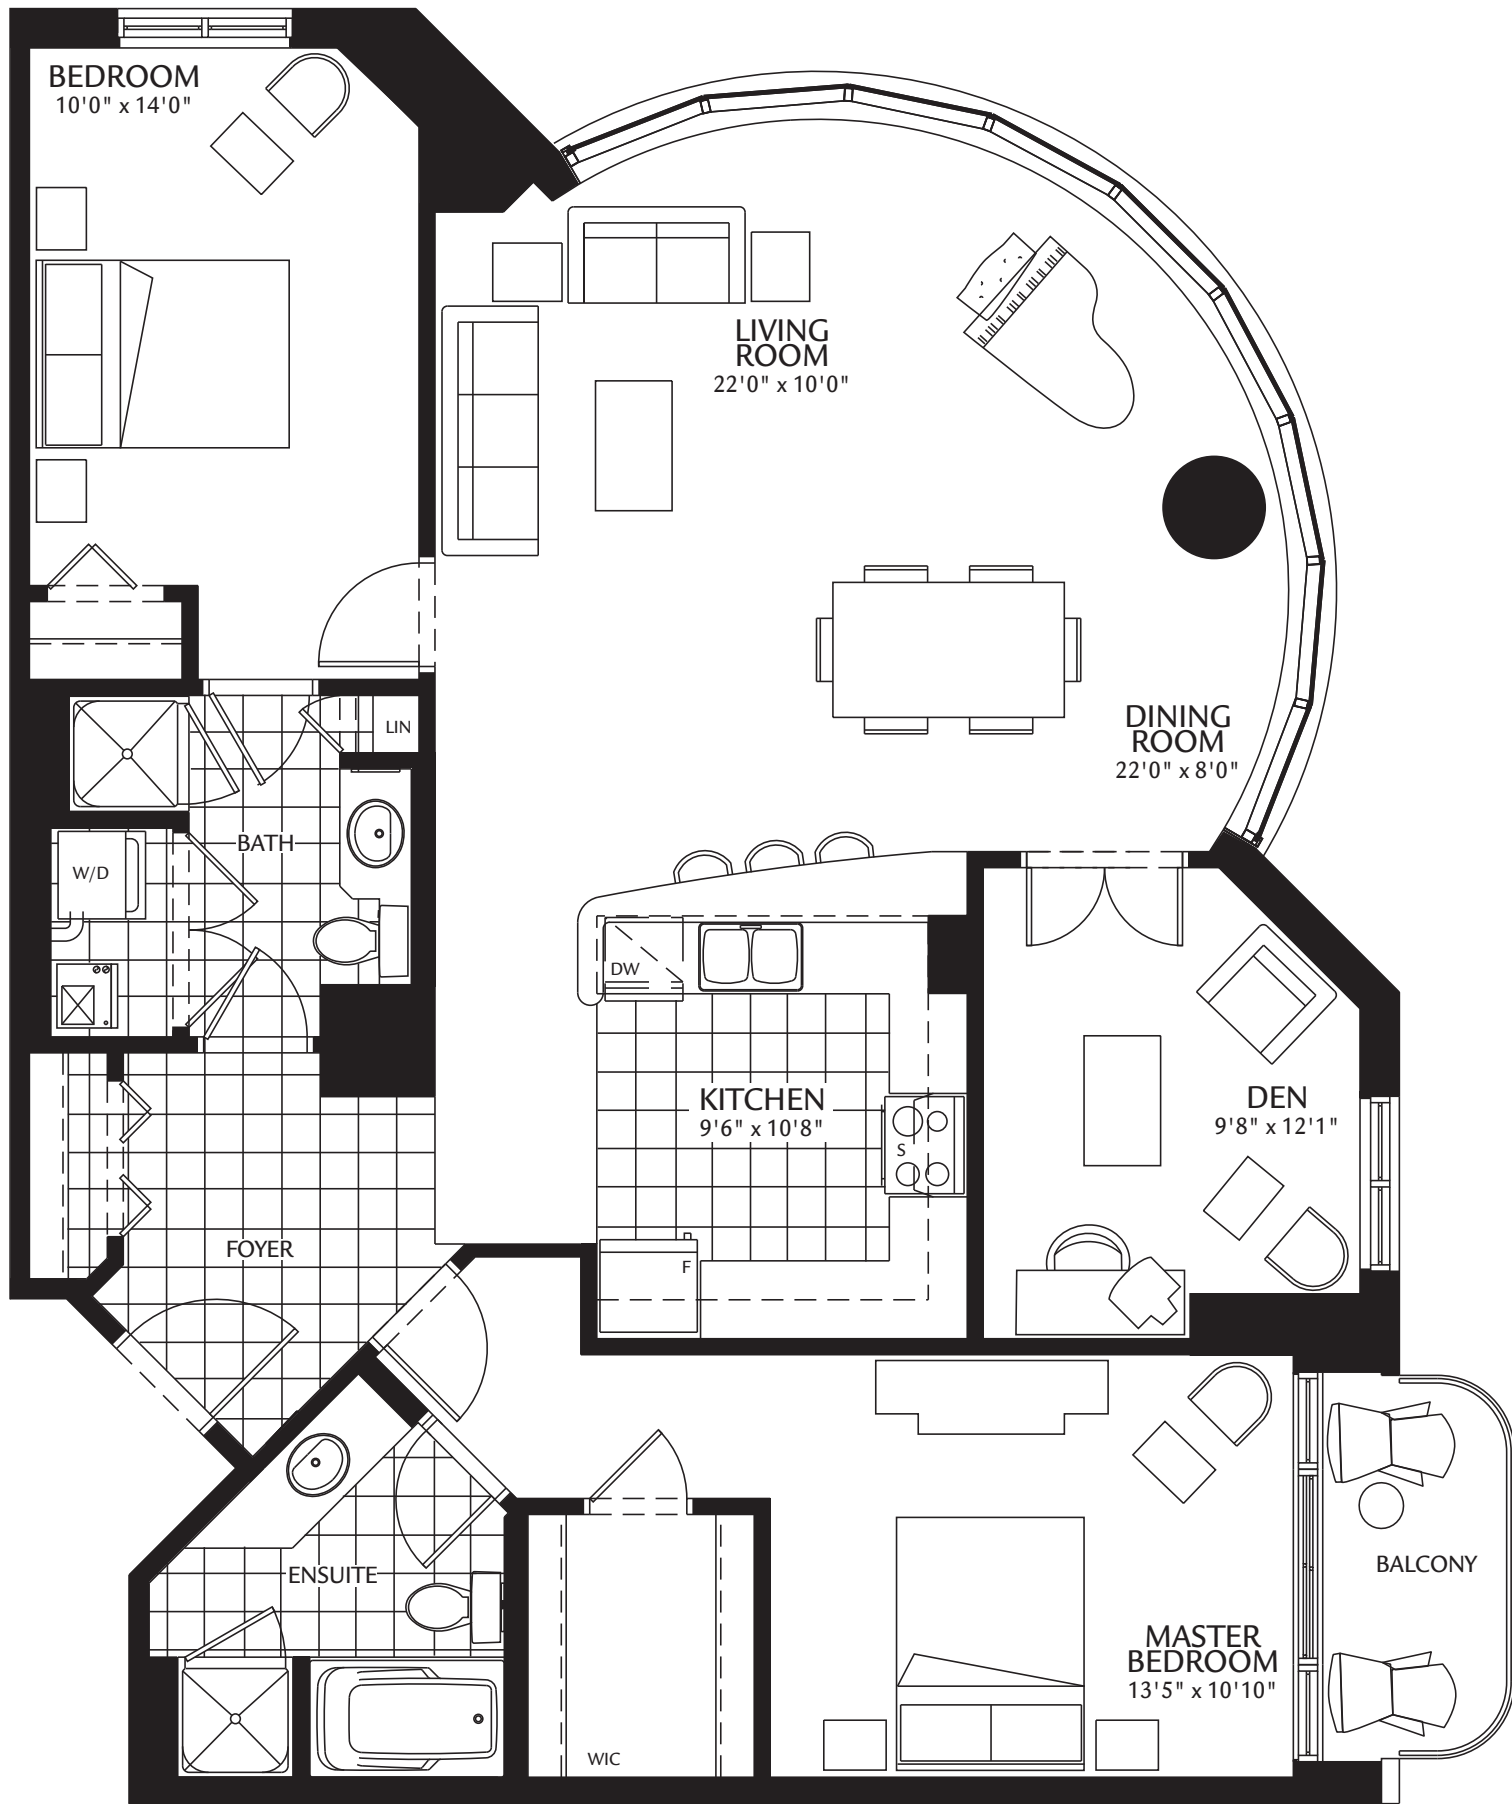 BEDROOM
10'0" x 14'0"
LIVING
ROOM
22'0" x 10'0"
DINING
ROOM
22'0" x 8'0"
LIN
BATH
W/D
DW
KITCHEN
9'6" x 10'8"
S
F
DEN
9'8" x 12'1"
FOYER
ENSUITE
WIC
MASTER
BEDROOM
13'5" x 10'10"
BALCONY